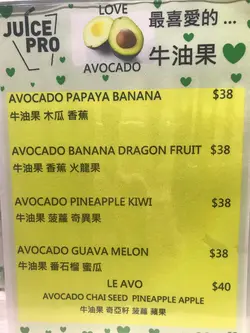 JUICE PRO
LOVE
AVOCADO
最喜愛的 ...
牛油果
AVOCADO PAPAYA BANANA $38
牛油果 木瓜 香蕉
AVOCADO BANANA DRAGON FRUIT $38
牛油果 香蕉 火龍果
AVOCADO PINEAPPLE KIWI $38
牛油果 菠蘿 奇異果
AVOCADO GUAVA MELON $38
牛油果 番石榴 蜜瓜
LE AVO $40
AVOCADO CHAI SEED PINEAPPLE APPLE
牛油果 奇亞籽 菠蘿 蘋果